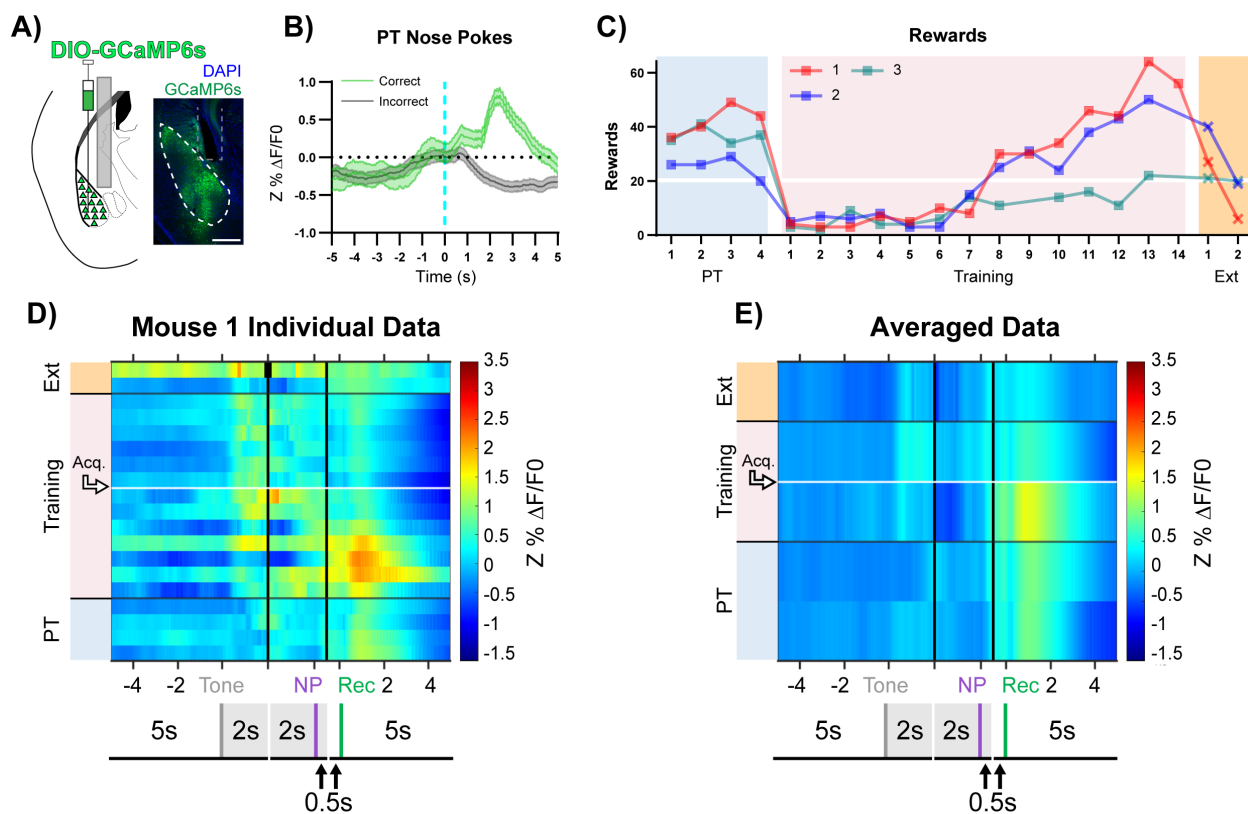 A)
DIO-GCaMP6s
DAPI
GCaMP6s
B)
PT Nose Pokes
Correct
Incorrect
Z % ΔF/F0
1.0
0.5
0.0
-0.5
-1.0
-5 -4 -3 -2 -1 0 1 2 3 4 5
Time (s)
C)
Rewards
1 3
2
Rewards
60
40
20
0
1 2 3 4 1 2 3 4 5 6 7 8 9 10 11 12 13 14 1 2
PT Training Ext
D)
Mouse 1 Individual Data
Ext
Training
Acq.
PT
3.5
3
2.5
2
1.5
1
0.5
0
-0.5
-1
-1.5
Z % ΔF/F0
-4 -2 Tone NP Rec 2 4
5s 2s 2s 5s
0.5s
E)
Averaged Data
Ext
Training
Acq.
PT
3.5
3
2.5
2
1.5
1
0.5
0
-0.5
-1
-1.5
Z % ΔF/F0
-4 -2 Tone NP Rec 2 4
5s 2s 2s 5s
0.5s